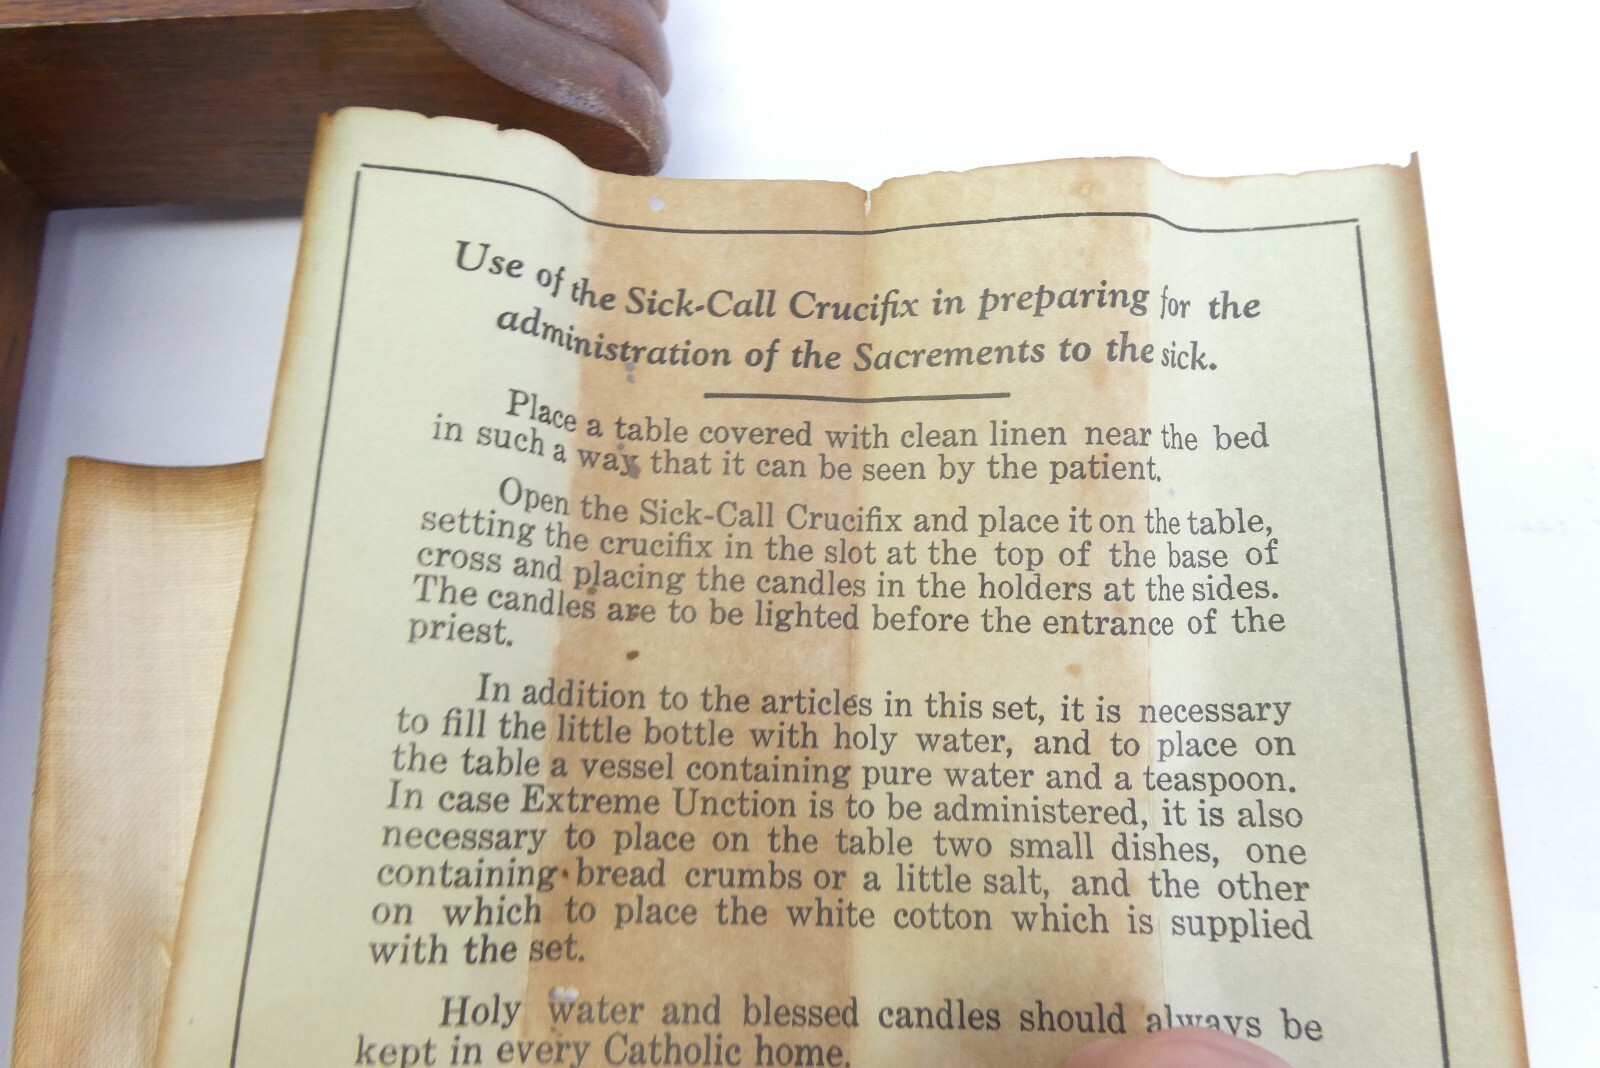 Use of the Sick-Call Crucifix in preparing for the
administration of the Sacrements to the sick.
Place a table covered with clean linen near the bed
in such a way that it can be seen by the patient.
Open the Sick-Call Crucifix and place it on the table,
setting the crucifix in the slot at the top of the base of
cross and placing the candles in the holders at the sides.
The candles are to be lighted before the entrance of the
priest.
In addition to the articles in this set, it is necessary
to fill the little bottle with holy water, and to place on
the table a vessel containing pure water and a teaspoon.
In case Extreme Unction is to be administered, it is also
necessary to place on the table two small dishes, one
containing bread crumbs or a little salt, and the other
on which to place the white cotton which is supplied
with the set.
Holy water and blessed candles should always be
kept in every Catholic home.